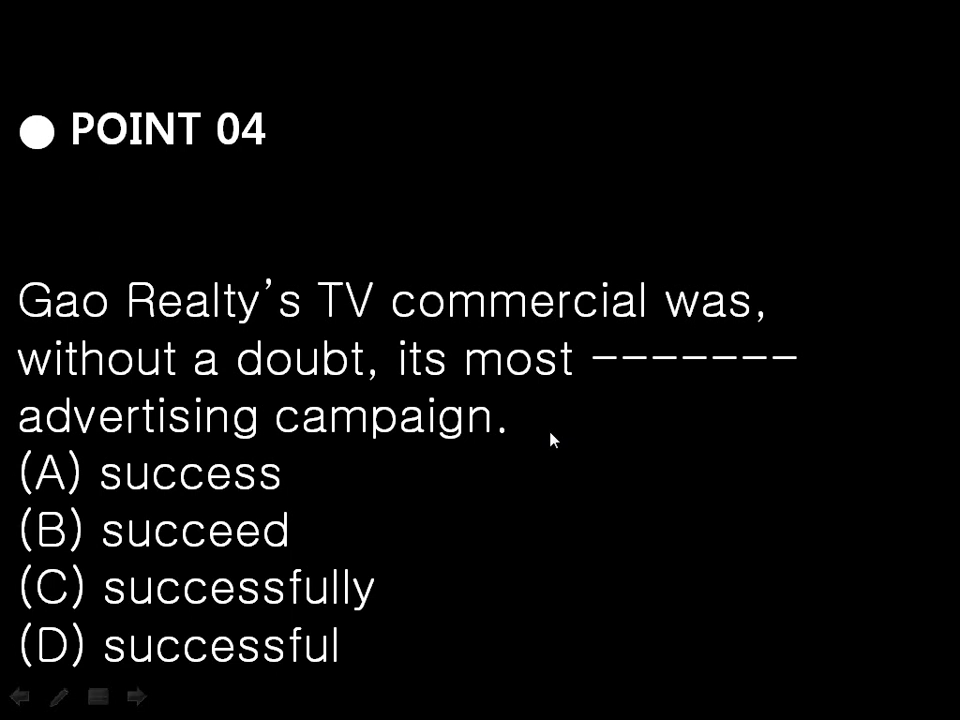 ● POINT 04
Gao Realty’s TV commercial was,
without a doubt, its most -------
advertising campaign.
(A) success
(B) succeed
(C) successfully
(D) successful